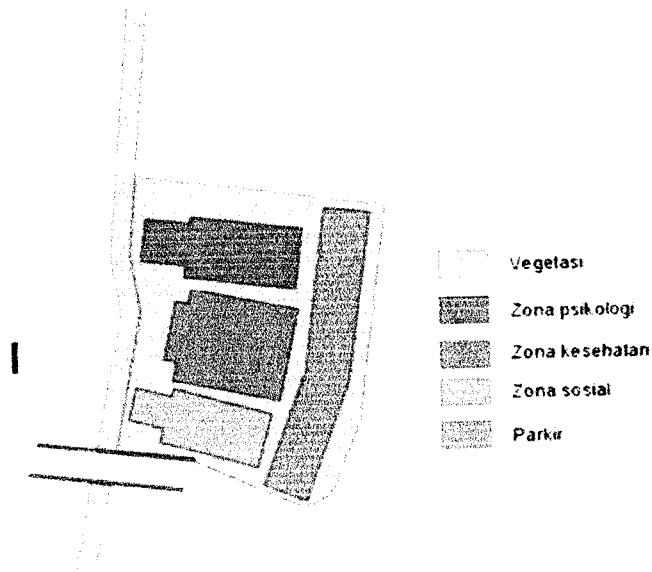 Vegetasi
Zona psikologi
Zona kesehatan
Zona sosial
Parkir